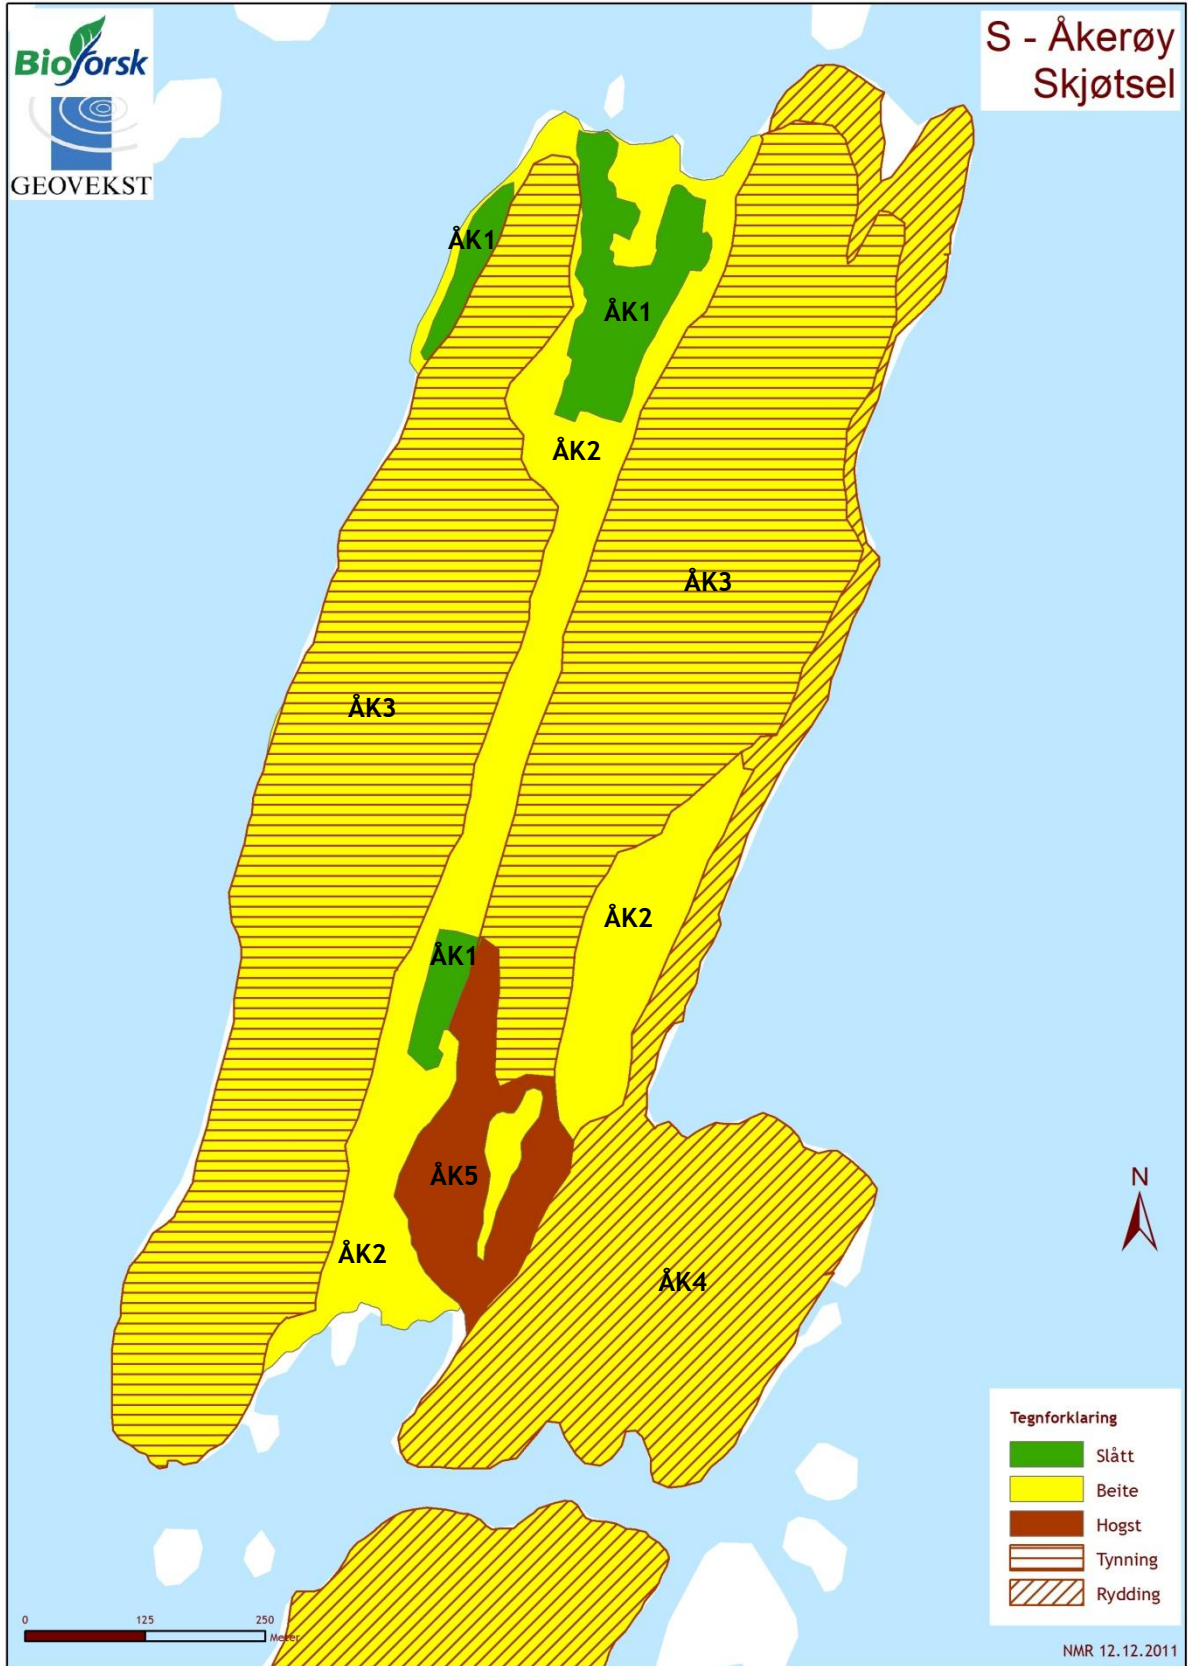 Bioforsk
GEOVEKST
S - Åkerøy
Skjøtsel
ÅK1
ÅK1
ÅK2
ÅK3
ÅK3
ÅK2
ÅK1
ÅK5
ÅK2
ÅK4
N
Tegnforklaring
Slått
Beite
Hogst
Tynning
Rydding
0 125 250
Meter
NMR 12.12.2011